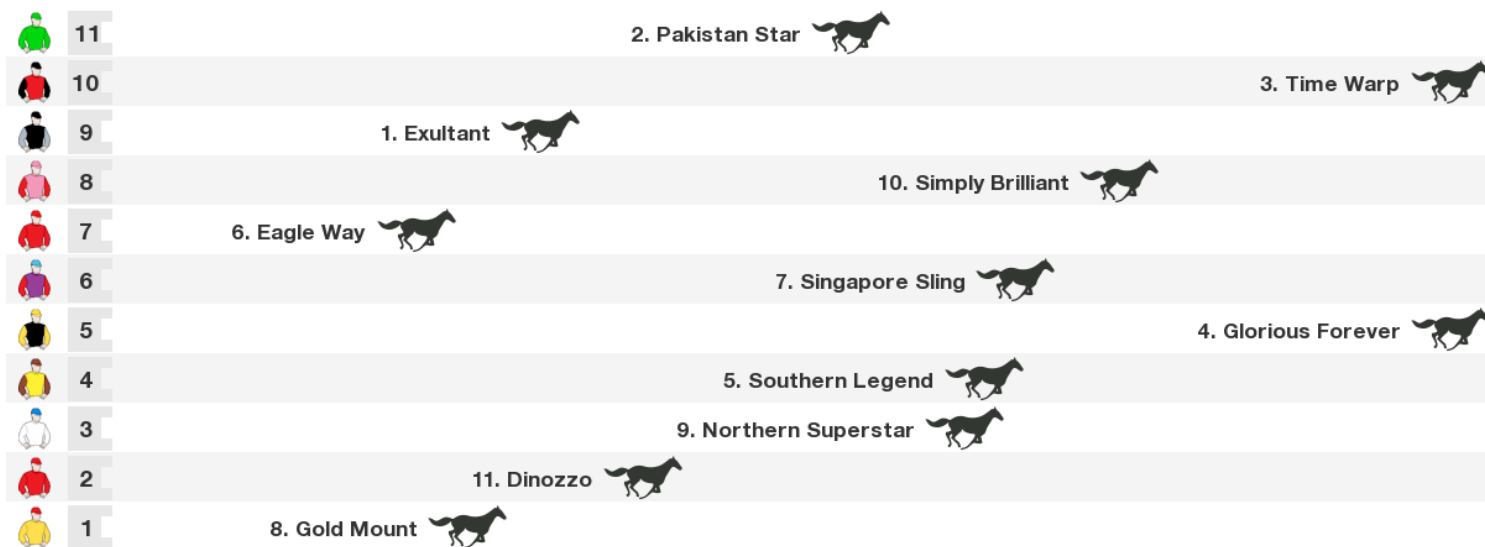 11 2. Pakistan Star
10 3. Time Warp
9 1. Exultant
8 10. Simply Brilliant
7 6. Eagle Way
6 7. Singapore Sling
5 4. Glorious Forever
4 5. Southern Legend
3 9. Northern Superstar
2 11. Dinozzo
1 8. Gold Mount